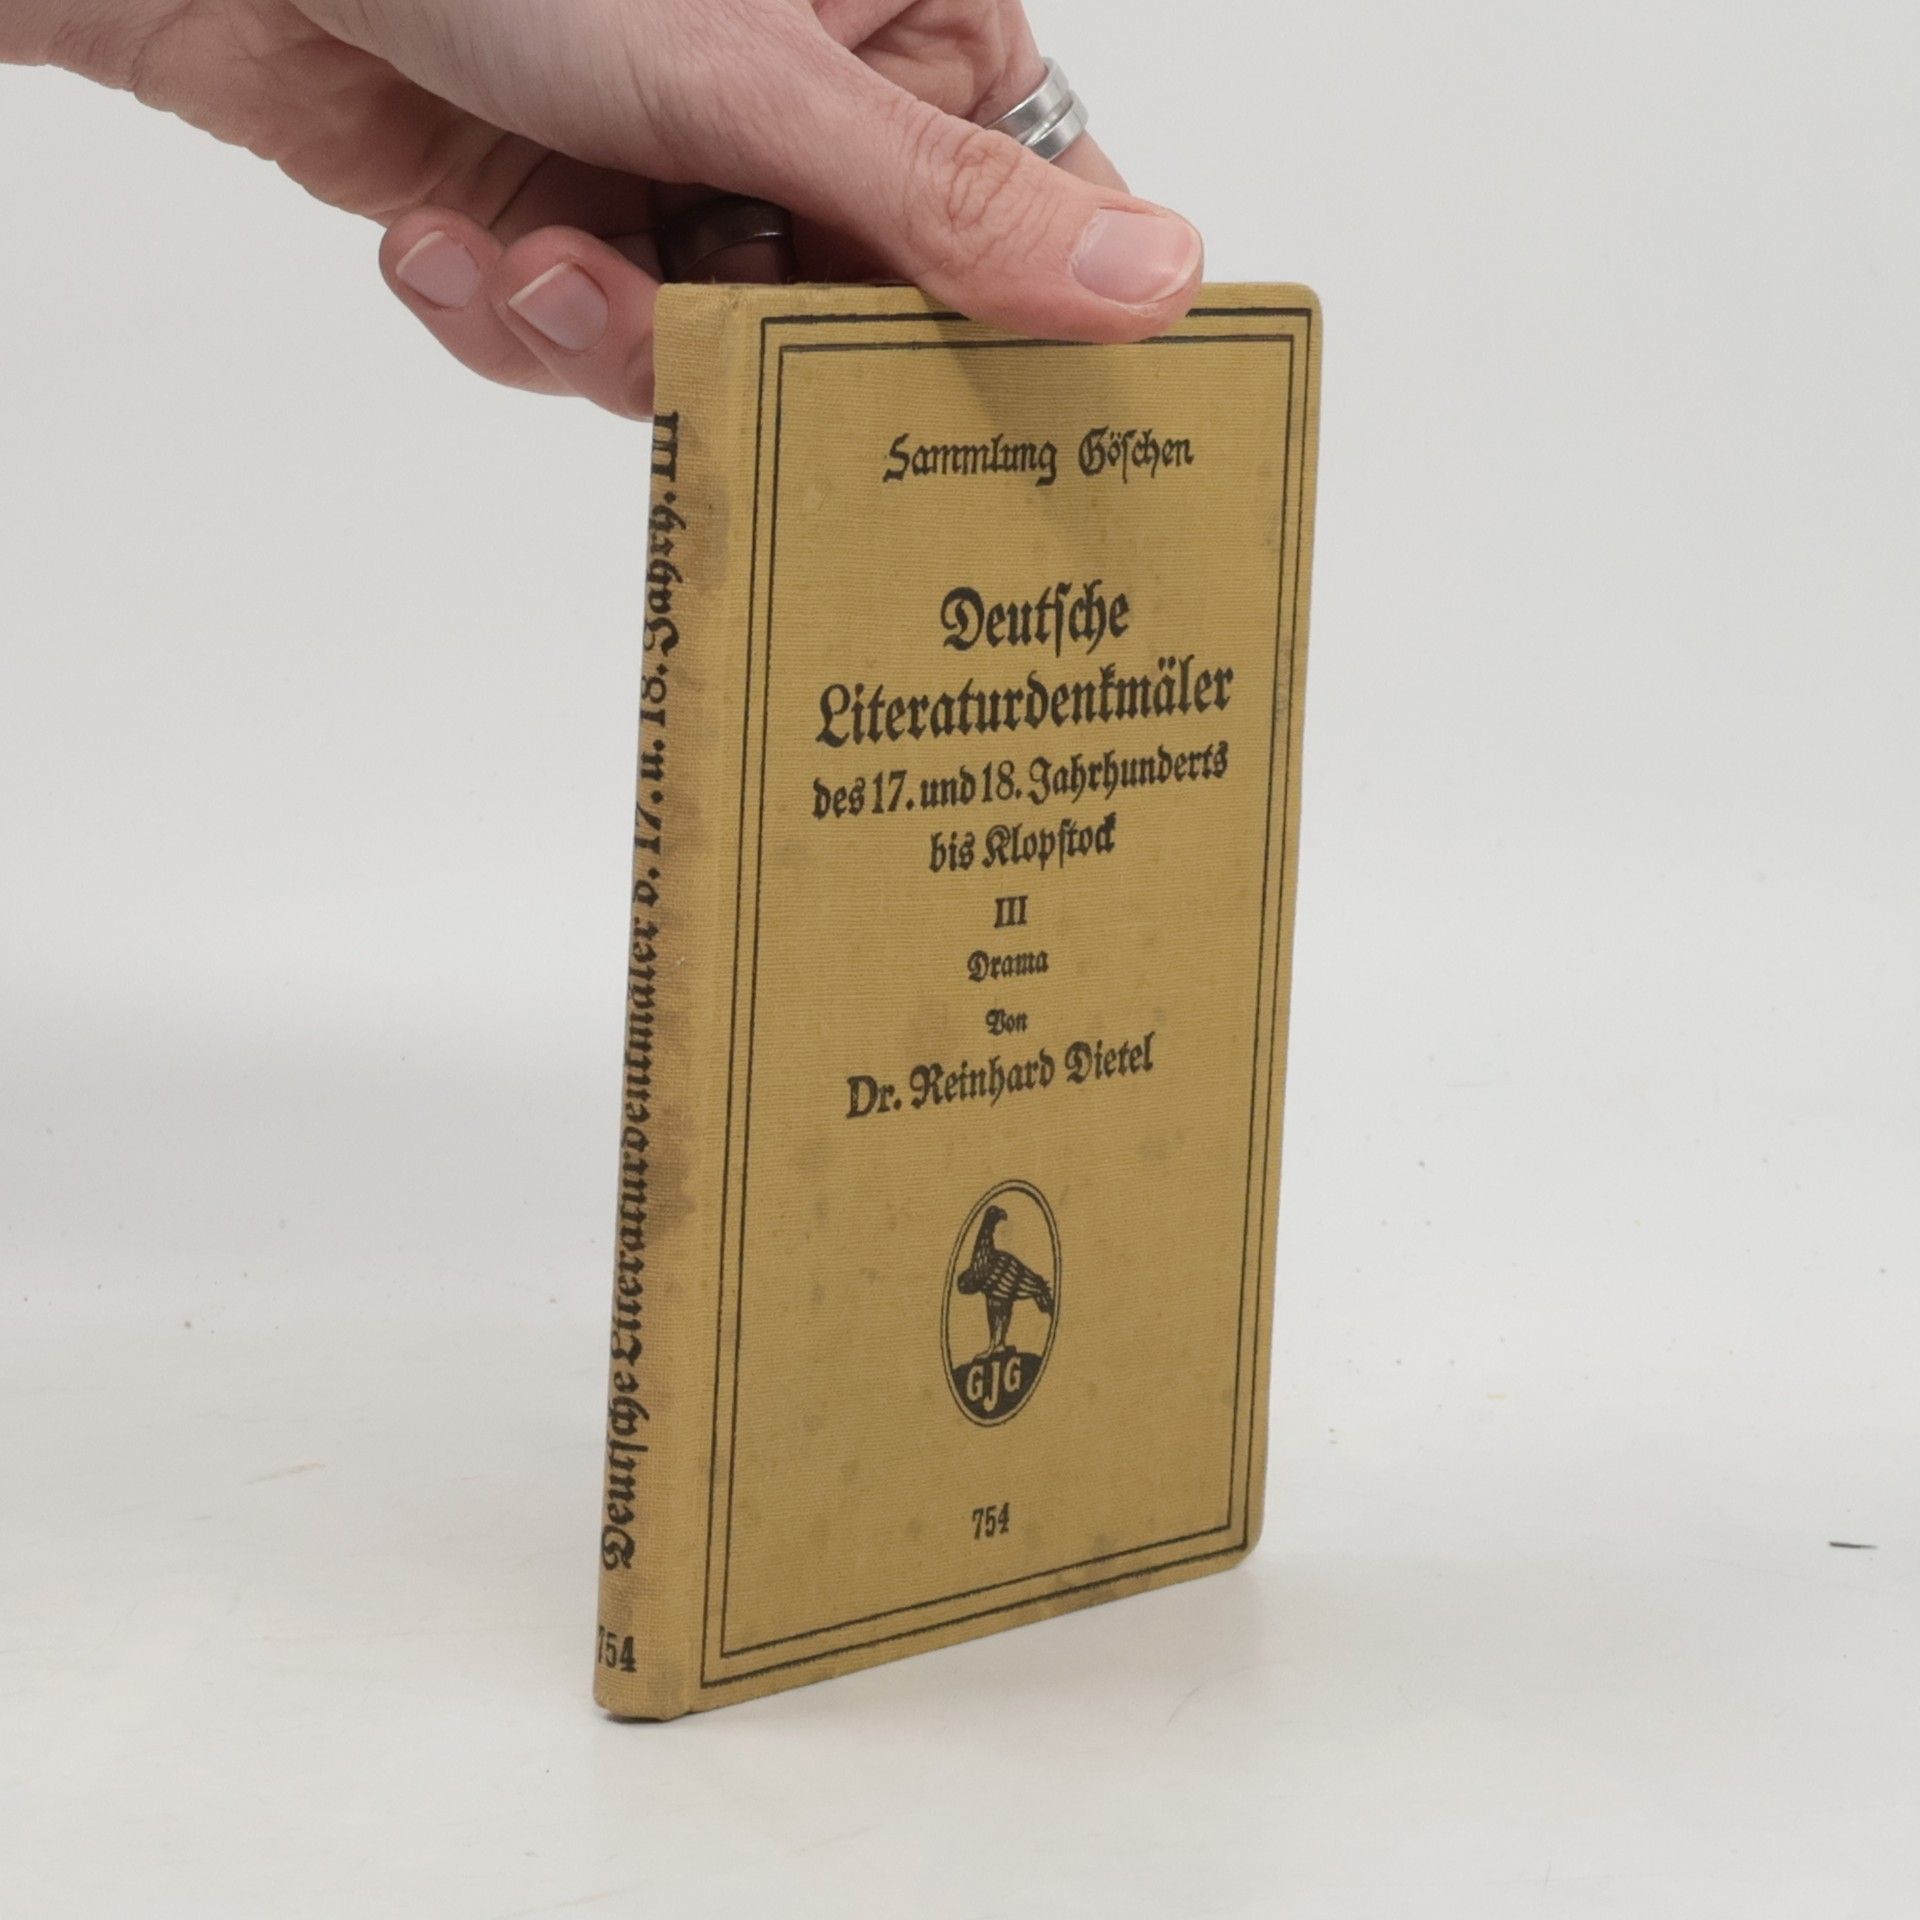 Sammlung Göſchen
Deutſche
Literaturdenkmäler
des 17. und 18. Jahrhunderts
bis Klopſtock
III
Drama
Von
Dr. Reinhard Dietel
GJG
754
Deutſche Literaturdenkmäler d. 17. u. 18. Jahrh. III
754